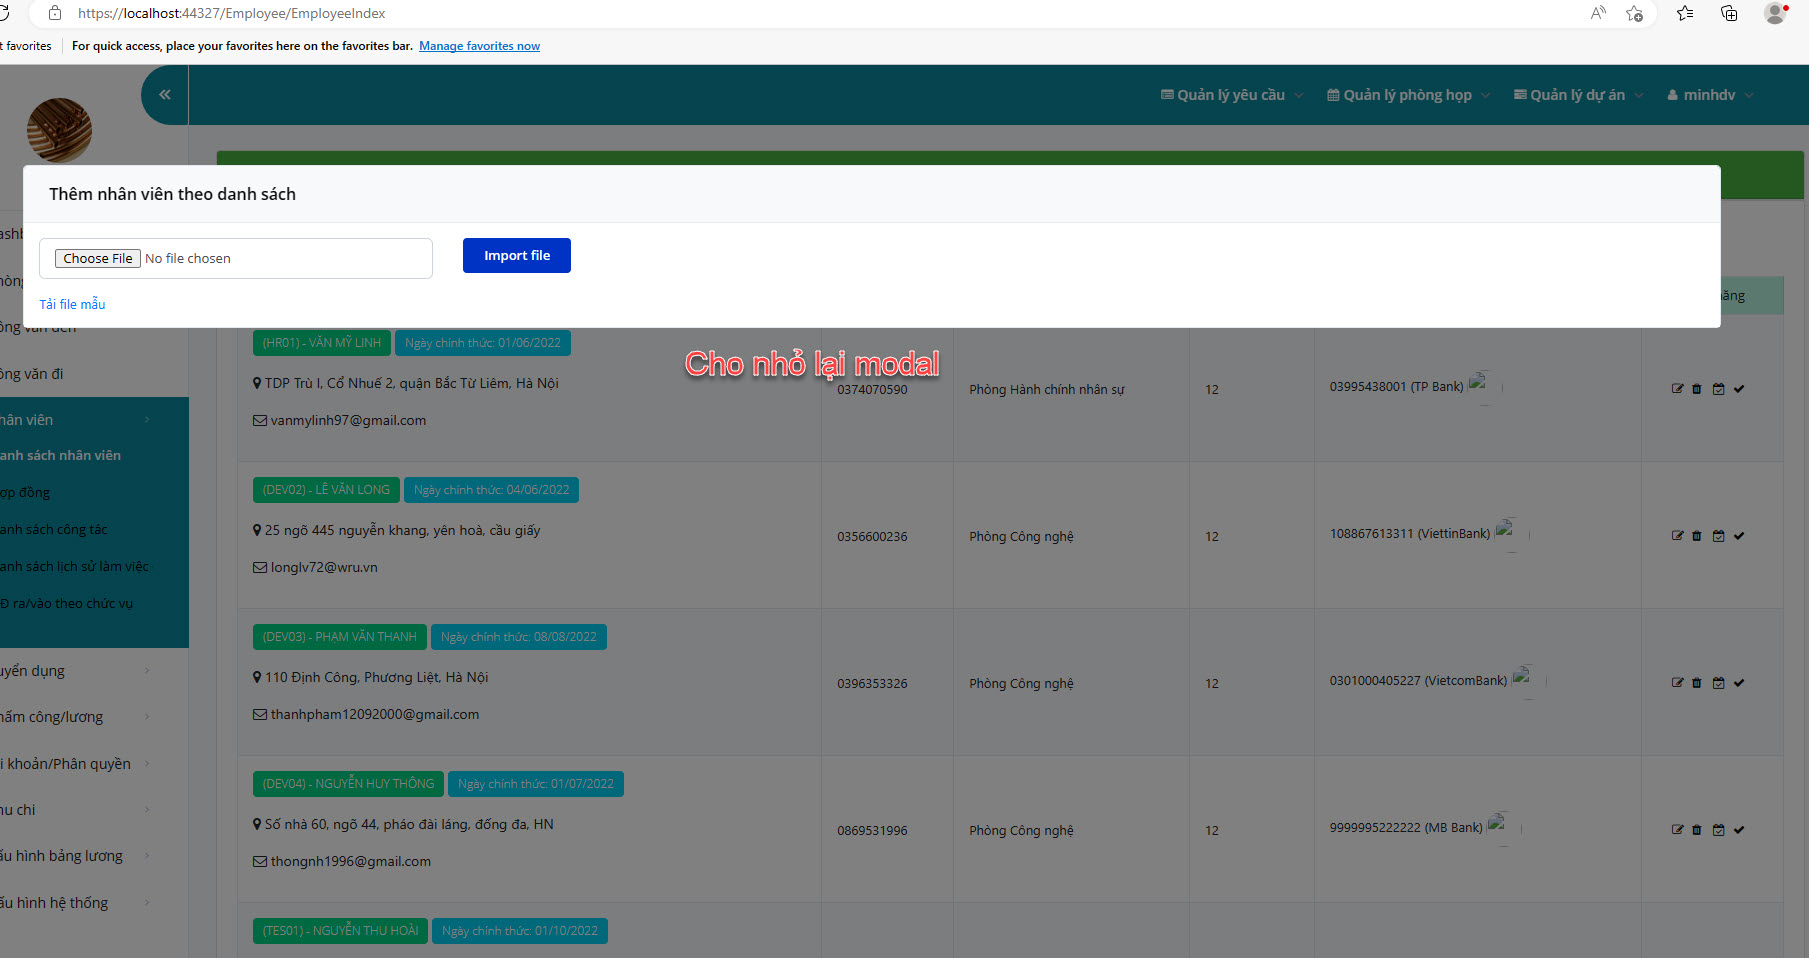 https://localhost:44327/Employee/EmployeeIndex
t favorites
For quick access, place your favorites here on the favorites bar. Manage favorites now
Quản lý yêu cầu
Quản lý phòng họp
Quản lý dự án
minhdv
Thêm nhân viên theo danh sách
Choose File No file chosen
Import file
Tải file mẫu
Cho nhỏ lại modal
ông văn đi
hân viên
anh sách nhân viên
ợp đồng
anh sách công tác
anh sách lịch sử làm việc
Đ ra/vào theo chức vụ
uyển dụng
hấm công/lương
i khoản/Phân quyền
hu chi
ấu hình bảng lương
ấu hình hệ thống
(HR01) - VĂN MỸ LINH
Ngày chính thức: 01/06/2022
TDP Trù I, Cổ Nhuế 2, quận Bắc Từ Liêm, Hà Nội
vanmylinh97@gmail.com
0374070590
Phòng Hành chính nhân sự
12
03995438001 (TP Bank)
(DEV02) - LÊ VĂN LONG
Ngày chính thức: 04/06/2022
25 ngõ 445 nguyễn khang, yên hoà, cầu giấy
longlv72@wru.vn
0356600236
Phòng Công nghệ
12
108867613311 (ViettinBank)
(DEV03) - PHAM VĂN THANH
Ngày chính thức: 08/08/2022
110 Định Công, Phương Liệt, Hà Nội
thanhpham12092000@gmail.com
0396353326
Phòng Công nghệ
12
0301000405227 (VietcomBank)
(DEV04) - NGUYỄN HUY THÔNG
Ngày chính thức: 01/07/2022
Số nhà 60, ngõ 44, pháo đài láng, đống đa, HN
thongnh1996@gmail.com
0869531996
Phòng Công nghệ
12
9999995222222 (MB Bank)
(TES01) - NGUYỄN THU HOÀI
Ngày chính thức: 01/10/2022